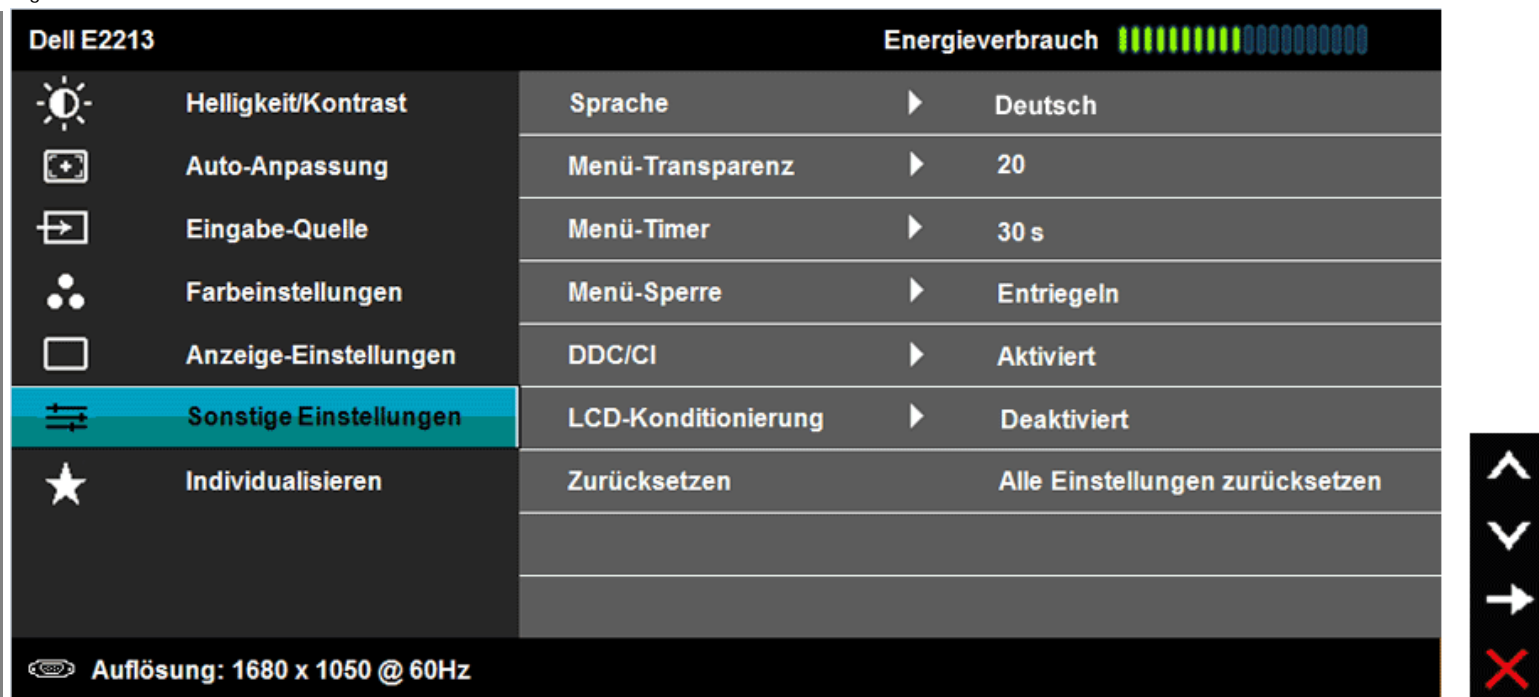 Dell E2213 Energieverbrauch
Helligkeit/Kontrast Sprache Deutsch
Auto-Anpassung Menü-Transparenz 20
Eingabe-Quelle Menü-Timer 30 s
Farbeinstellungen Menü-Sperre Entriegeln
Anzeige-Einstellungen DDC/CI Aktiviert
Sonstige Einstellungen LCD-Konditionierung Deaktiviert
Individualisieren Zurücksetzen Alle Einstellungen zurücksetzen
Auflösung: 1680 x 1050 @ 60Hz